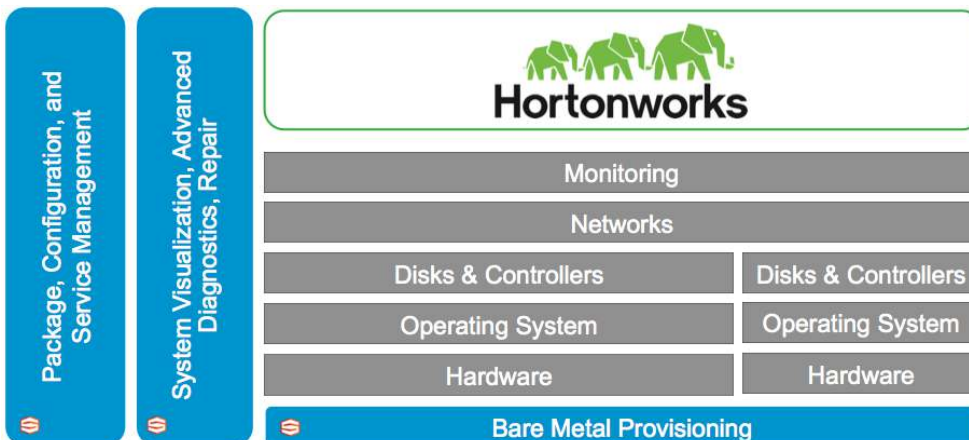 Package, Configuration, and
Service Management
System Visualization, Advanced
Diagnostics, Repair
Hortonworks
Monitoring
Networks
Disks & Controllers
Disks & Controllers
Operating System
Operating System
Hardware
Hardware
Bare Metal Provisioning